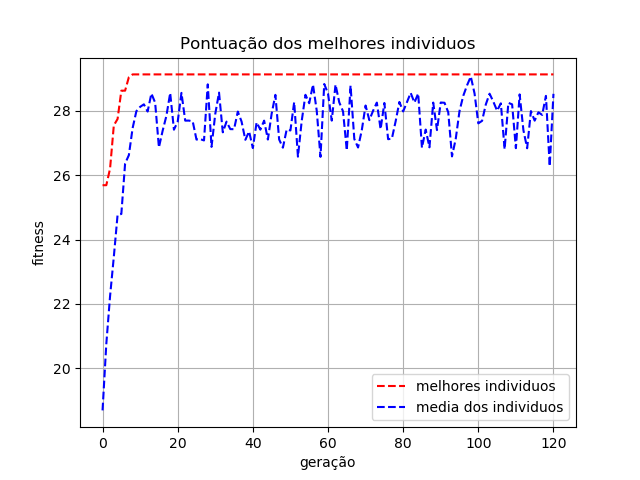 Pontuação dos melhores individuos
fitness
28
26
24
22
20
0
20
40
60
80
100
120
geração
melhores individuos
media dos individuos